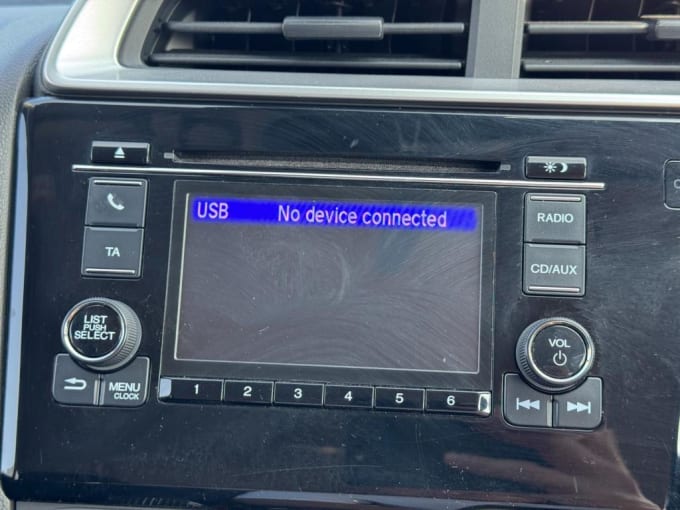 USB No device connected
TA
RADIO
CD/AUX
LIST
PUSH
SELECT
VOL
MENU
CLOCK
1 2 3 4 5 6